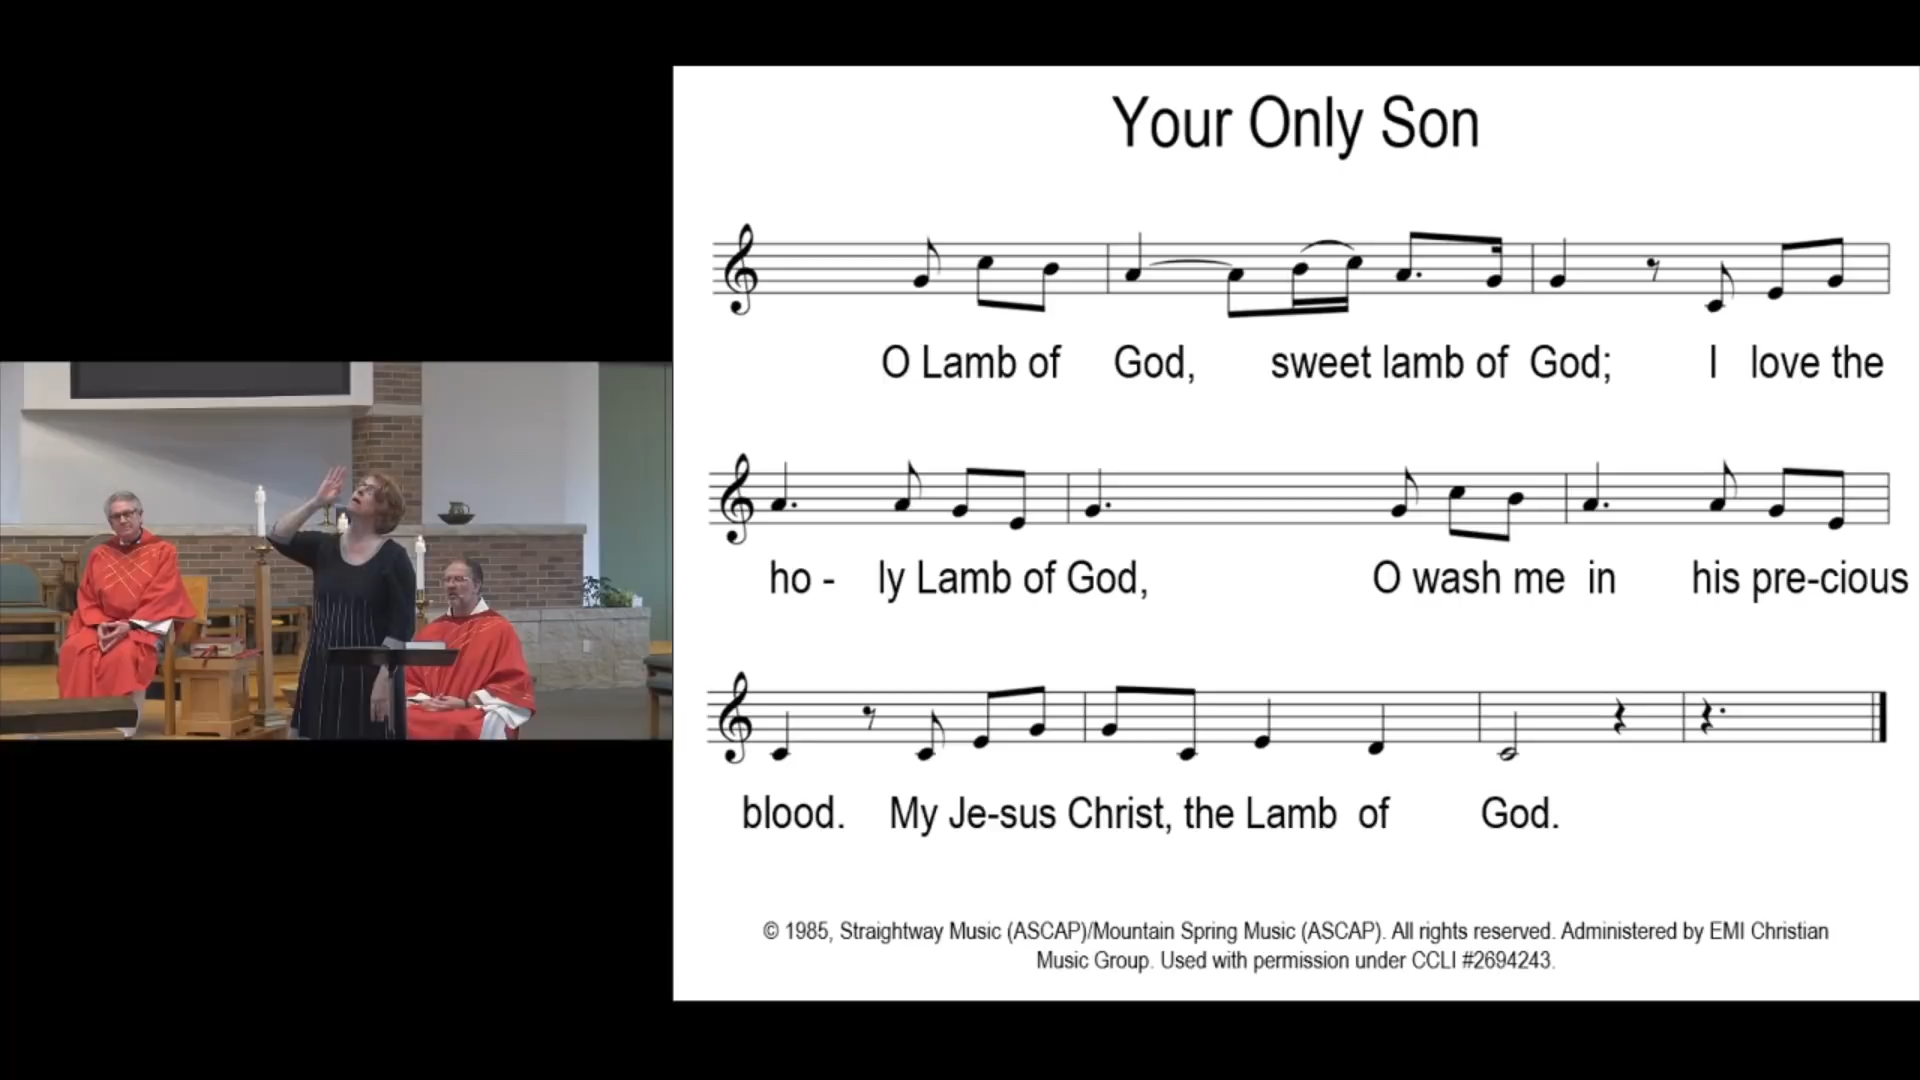 Your Only Son
O Lamb of God, sweet lamb of God; I love the
ho - ly Lamb of God, O wash me in his pre-cious
blood. My Je-sus Christ, the Lamb of God.
© 1985, Straightway Music (ASCAP)/Mountain Spring Music (ASCAP). All rights reserved. Administered by EMI Christian
Music Group. Used with permission under CCLI #2694243.